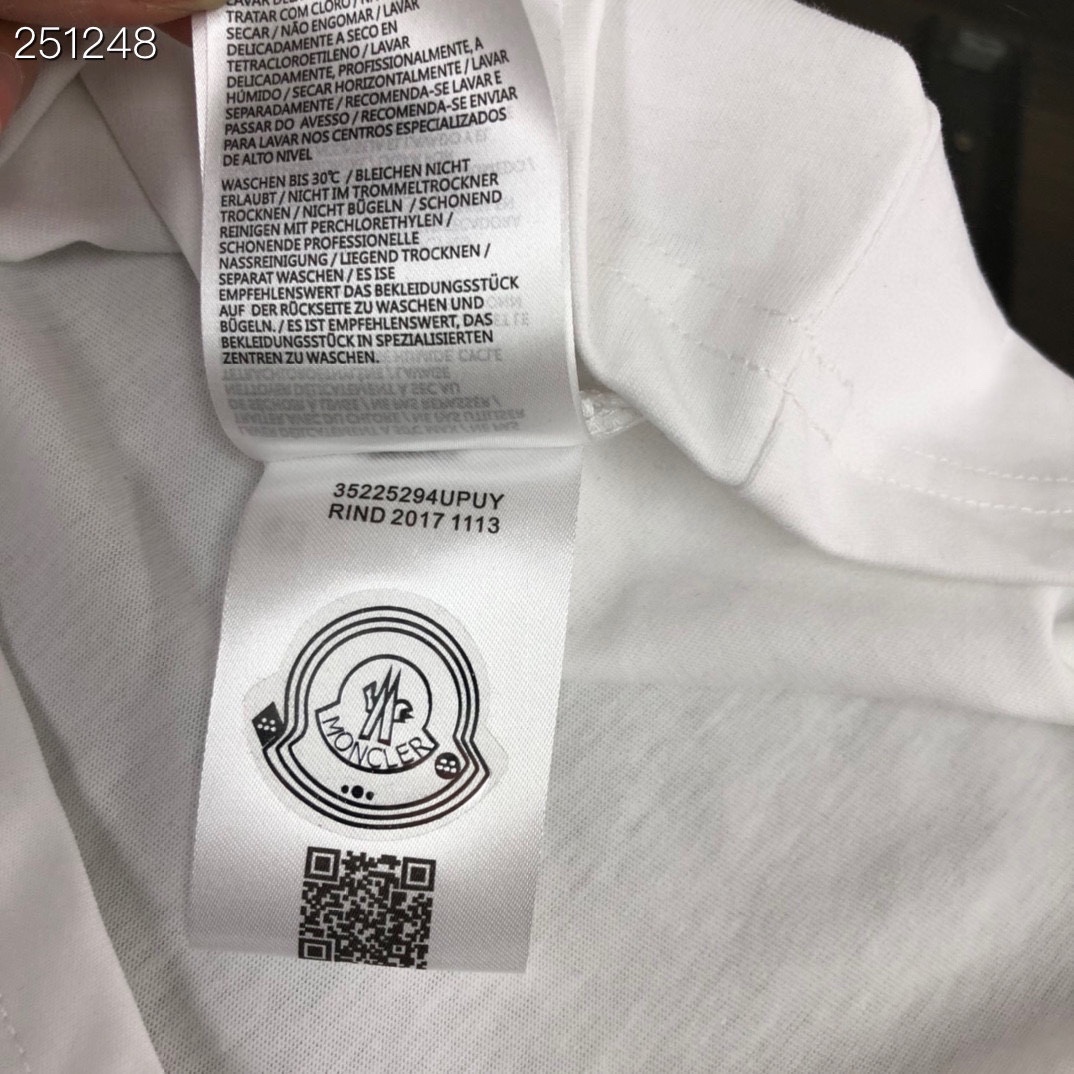 251248
TRATAR COM CLORO / 
SECAR / NÃO ENGOMAR / LAVAR
DELICADAMENTE A SECO EN
TETRACLOROETILENO / LAVAR
DELICADAMENTE, PROFISSIONALMENTE, A
HÚMIDO / SECAR HORIZONTALMENTE / LAVAR
SEPARADAMENTE / RECOMENDA-SE LAVAR E
PASSAR DO AVESSO / RECOMENDA-SE ENVIAR
PARA LAVAR NOS CENTROS ESPECIALIZADOS
DE ALTO NIVEL
WASCHEN BIS 30℃ / BLEICHEN NICHT
ERLAUBT / NICHT IM TROMMELTROCKNER
TROCKNEN / NICHT BÜGELN / SCHONEND
REINIGEN MIT PERCHLORETHYLEN /
SCHONENDE PROFESSIONELLE
NASSREINIGUNG / LIEGEND TROCKNEN /
SEPARAT WASCHEN / ES ISE
EMPFEHLENSWERT DAS BEKLEIDUNGSSTÜCK
AUF DER RÜCKSEITE ZU WASCHEN UND
BÜGELN. / ES IST EMPFEHLENSWERT, DAS
BEKLEIDUNGSSTÜCK IN SPEZIALISIERTEN
ZENTREN ZU WASCHEN.
35225294UPUY
RIND 2017 1113
MONCLER